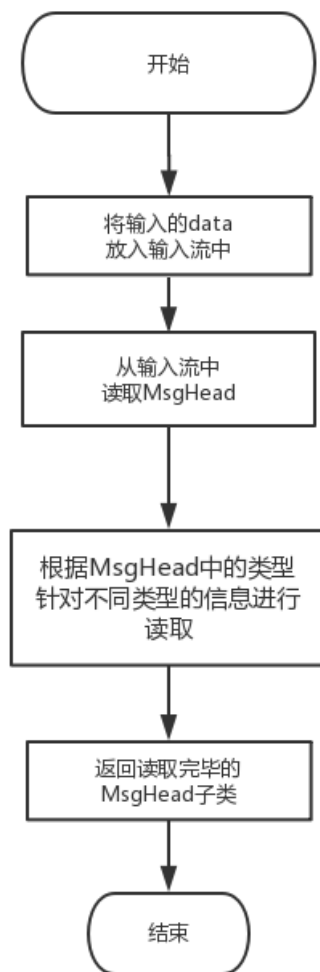 开始
将输入的data
放入输入流中
从输入流中
读取MsgHead
根据MsgHead中的类型
针对不同类型的信息进行
读取
返回读取完毕的
MsgHead子类
结束